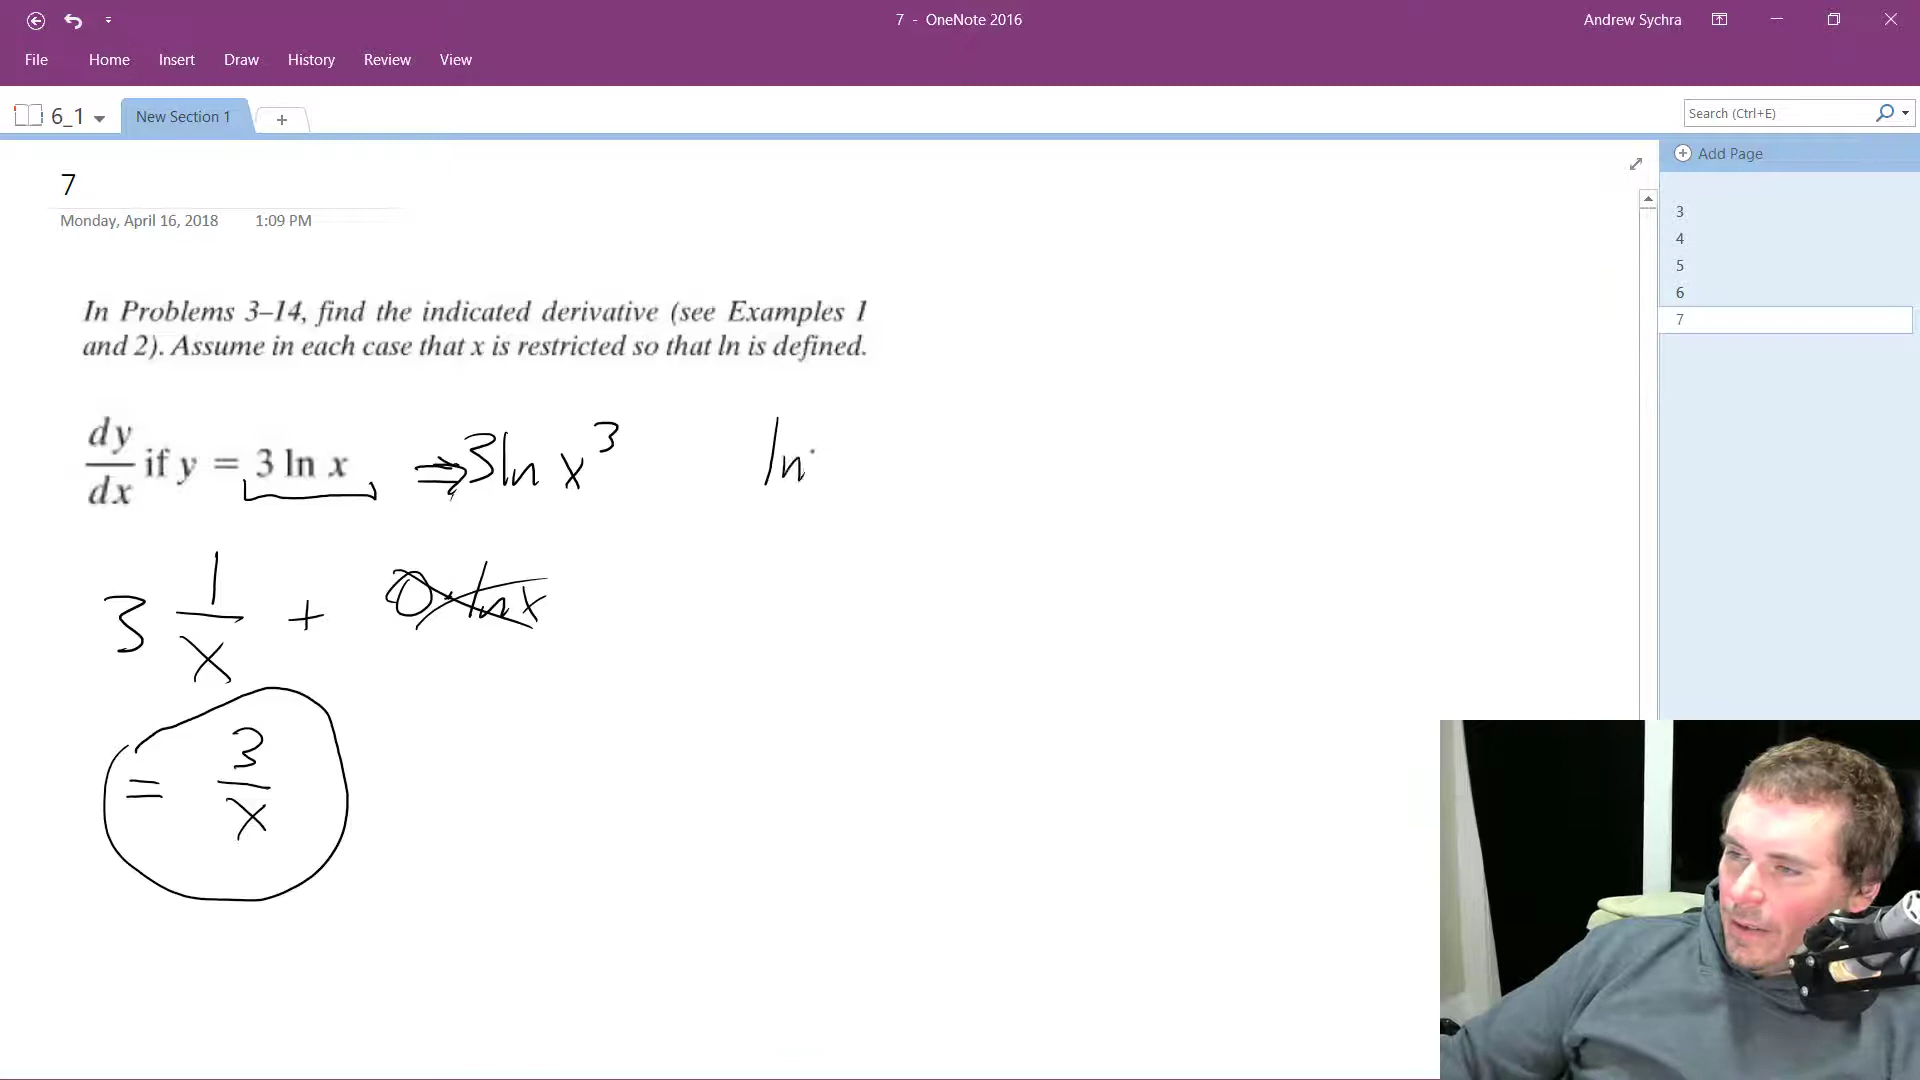 7 - OneNote 2016
Andrew Sychra
File Home Insert Draw History Review View
6_1
New Section 1
+
Search (Ctrl+E)
Add Page
3
4
5
6
7
7
Monday, April 16, 2018 1:09 PM
In Problems 3–14, find the indicated derivative (see Examples 1
and 2). Assume in each case that x is restricted so that ln is defined.
dy/dx if y = 3 ln x ⇒ 3 ln x^3 ln
3 1/x + 0·ln x
= 3/x